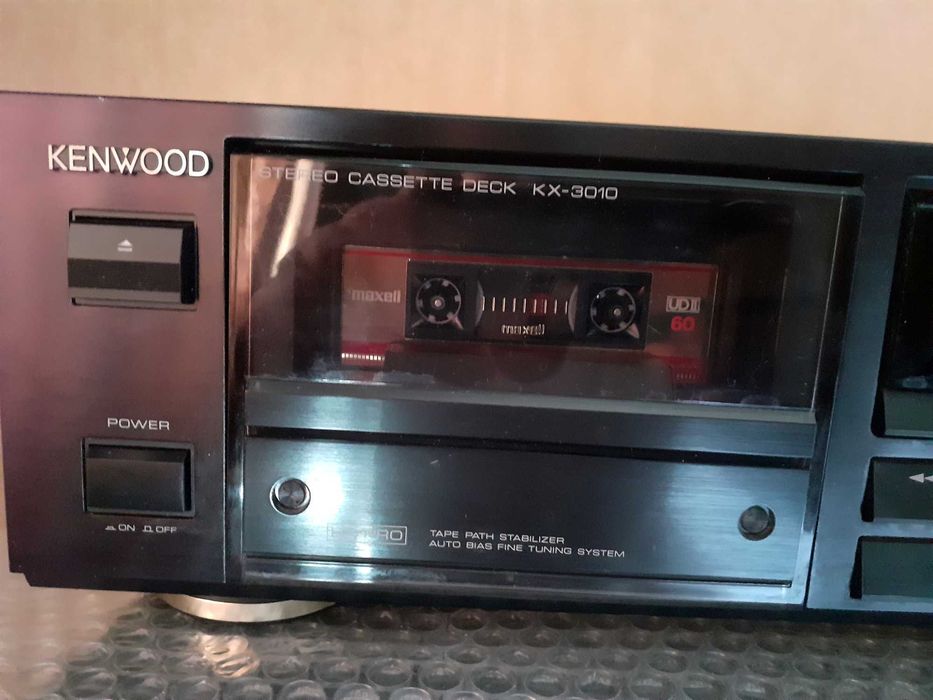 KENWOOD
STEREO CASSETTE DECK KX-3010
maxell
UDII
60
maxell
POWER
ON OFF
TAPE PATH STABILIZER
AUTO BIAS FINE TUNING SYSTEM